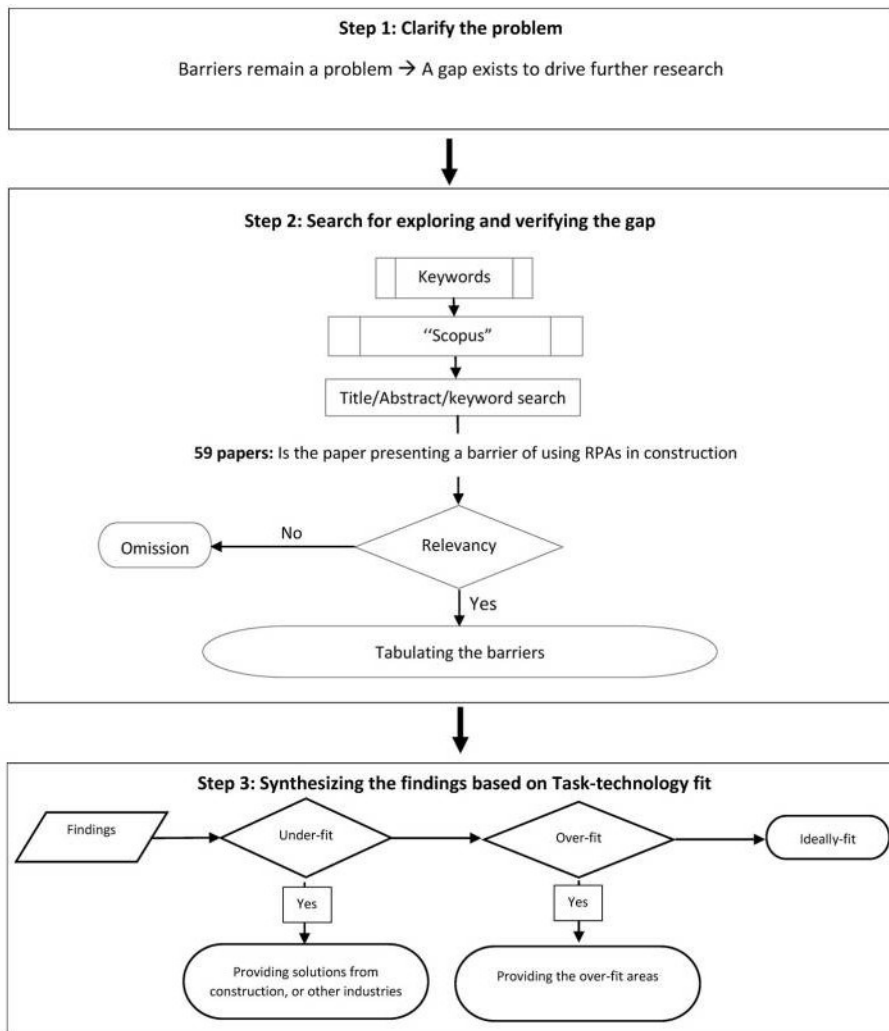 Step 1: Clarify the problem
Barriers remain a problem → A gap exists to drive further research
Step 2: Search for exploring and verifying the gap
Keywords
‘‘Scopus”
Title/Abstract/keyword search
59 papers: Is the paper presenting a barrier of using RPAs in construction
Relevancy
No
Omission
Yes
Tabulating the barriers
Step 3: Synthesizing the findings based on Task-technology fit
Findings
Under-fit
Over-fit
Ideally-fit
Yes
Yes
Providing solutions from
construction, or other industries
Providing the over-fit areas